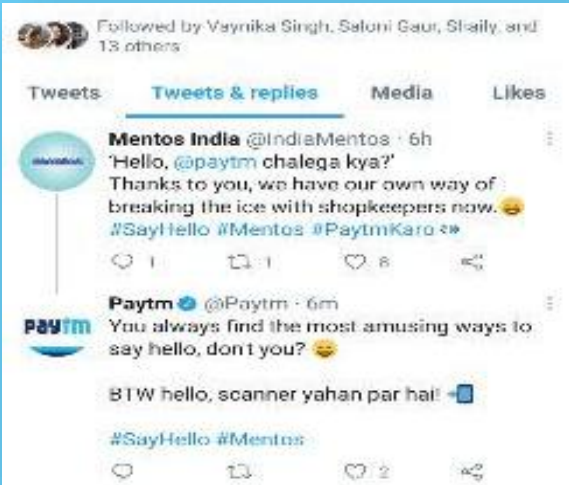 Followed by Vaynika Singh, Saloni Gaur, Shaily, and
13 others
Tweets Tweets & replies Media Likes
Mentos India @IndiaMentos · 6h
'Hello, @paytm chalega kya?'
Thanks to you, we have our own way of
breaking the ice with shopkeepers now. 😄
#SayHello #Mentos #PaytmKaro
1 1 8
Paytm @Paytm · 6m
Paytm
You always find the most amusing ways to
say hello, don't you? 😄
BTW hello, scanner yahan par hai! 📲
#SayHello #Mentos
2